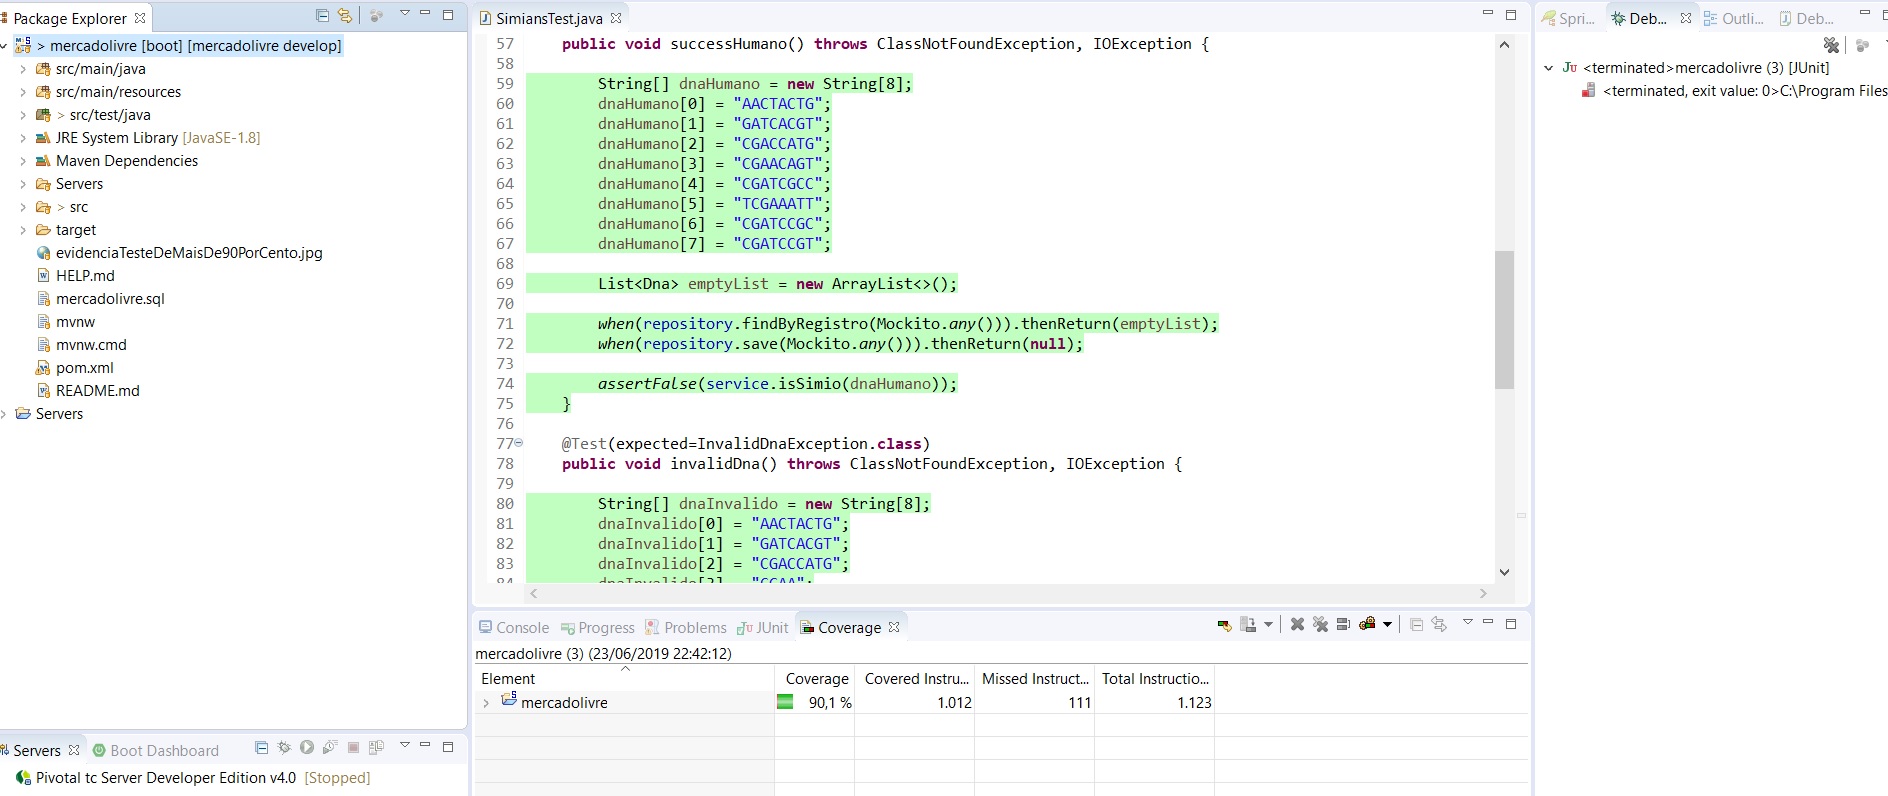 Package Explorer
> mercadolivre [boot] [mercadolivre develop]
src/main/java
src/main/resources
> src/test/java
JRE System Library [JavaSE-1.8]
Maven Dependencies
Servers
> src
target
evidenciaTesteDeMaisDe90PorCento.jpg
HELP.md
mercadolivre.sql
mvnw
mvnw.cmd
pom.xml
README.md
Servers
Servers
Boot Dashboard
Pivotal tc Server Developer Edition v4.0 [Stopped]
SimiansTest.java
57 public void successHumano() throws ClassNotFoundException, IOException {
58
59 String[] dnaHumano = new String[8];
60 dnaHumano[0] = "AACTACTG";
61 dnaHumano[1] = "GATCACGT";
62 dnaHumano[2] = "CGACCATG";
63 dnaHumano[3] = "CGAACAGT";
64 dnaHumano[4] = "CGATCGCC";
65 dnaHumano[5] = "TCGAAATT";
66 dnaHumano[6] = "CGATCCGC";
67 dnaHumano[7] = "CGATCCGT";
68
69 List<Dna> emptyList = new ArrayList<>();
70
71 when(repository.findByRegistro(Mockito.any())).thenReturn(emptyList);
72 when(repository.save(Mockito.any())).thenReturn(null);
73
74 assertFalse(service.isSimio(dnaHumano));
75 }
76
77 @Test(expected=InvalidDnaException.class)
78 public void invalidDna() throws ClassNotFoundException, IOException {
79
80 String[] dnaInvalido = new String[8];
81 dnaInvalido[0] = "AACTACTG";
82 dnaInvalido[1] = "GATCACGT";
83 dnaInvalido[2] = "CGACCATG";
84 dnaInvalido[3] = "CGAA";
Console Progress Problems JUnit Coverage
mercadolivre (3) (23/06/2019 22:42:12)
Element Coverage Covered Instru... Missed Instruct... Total Instructio...
mercadolivre 90,1 % 1.012 111 1.123
Spri... Deb... Outli... Deb...
<terminated>mercadolivre (3) [JUnit]
<terminated, exit value: 0>C:\Program Files